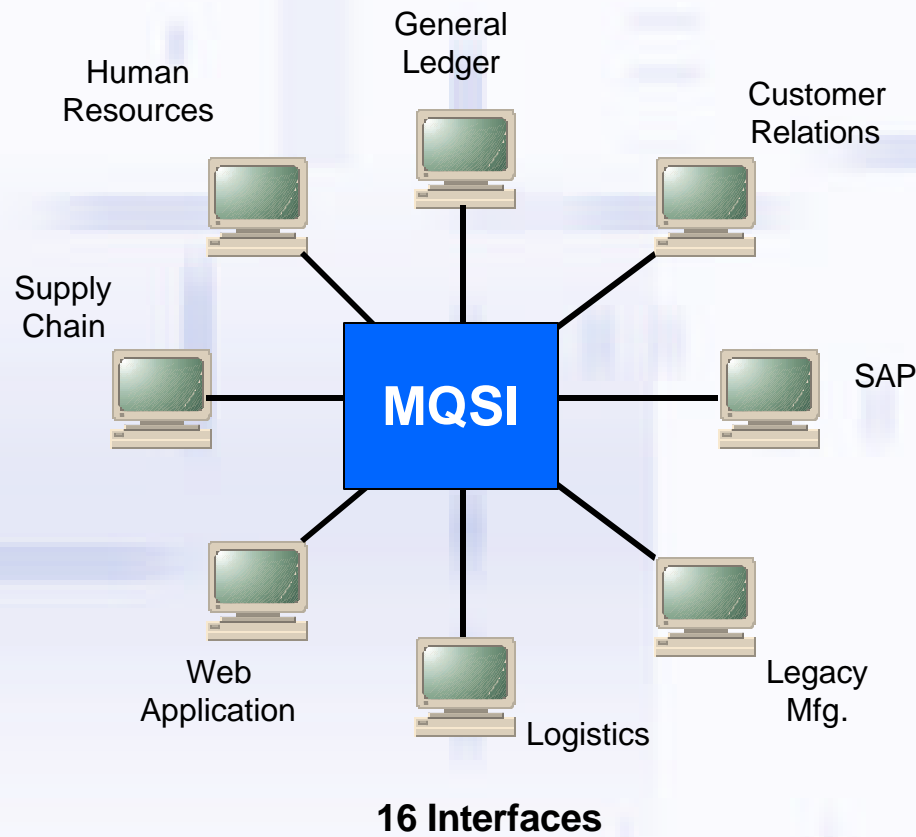 General
Ledger
Human
Resources
Customer
Relations
Supply
Chain
SAP
MQSI
Web
Application
Legacy
Mfg.
Logistics
16 Interfaces